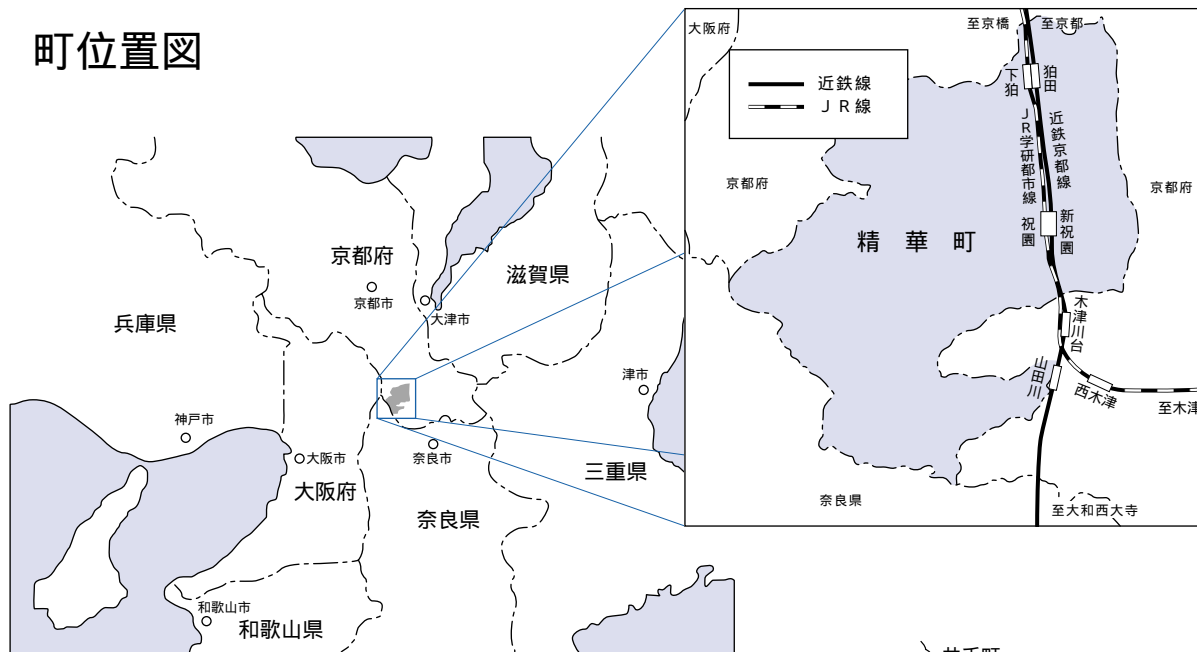 町位置図
京都府
京都市
滋賀県
大津市
兵庫県
神戸市
大阪市
大阪府
奈良市
奈良県
津市
三重県
和歌山市
和歌山県
大阪府
近鉄線
ＪＲ線
至京橋
至京都
下狛
狛田
ＪＲ学研都市線
近鉄京都線
京都府
京都府
祝園
新祝園
精華町
木津川台
山田川
西木津
至木津
奈良県
至大和西大寺